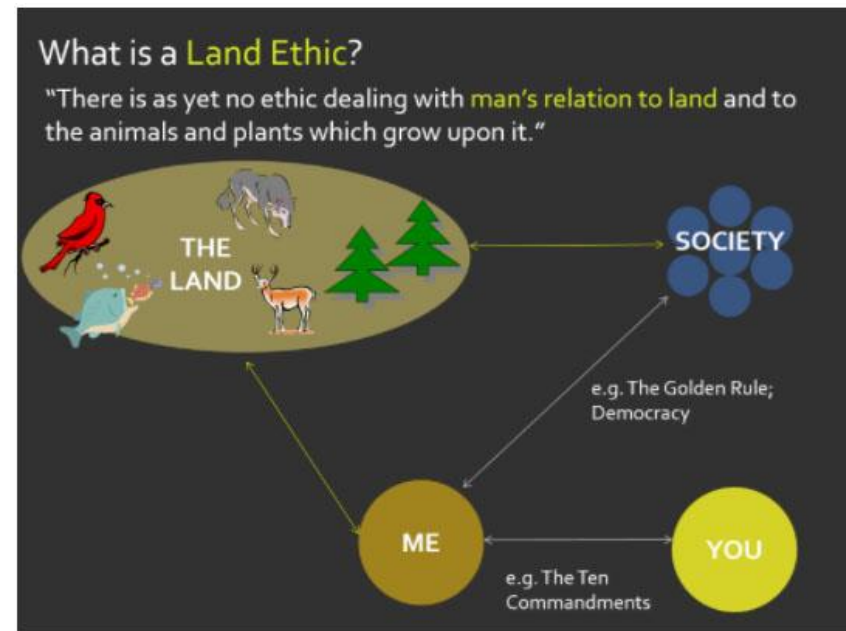 What is a Land Ethic?
“There is as yet no ethic dealing with man’s relation to land and to
the animals and plants which grow upon it.”
THE
LAND
SOCIETY
e.g. The Golden Rule;
Democracy
ME
YOU
e.g. The Ten
Commandments